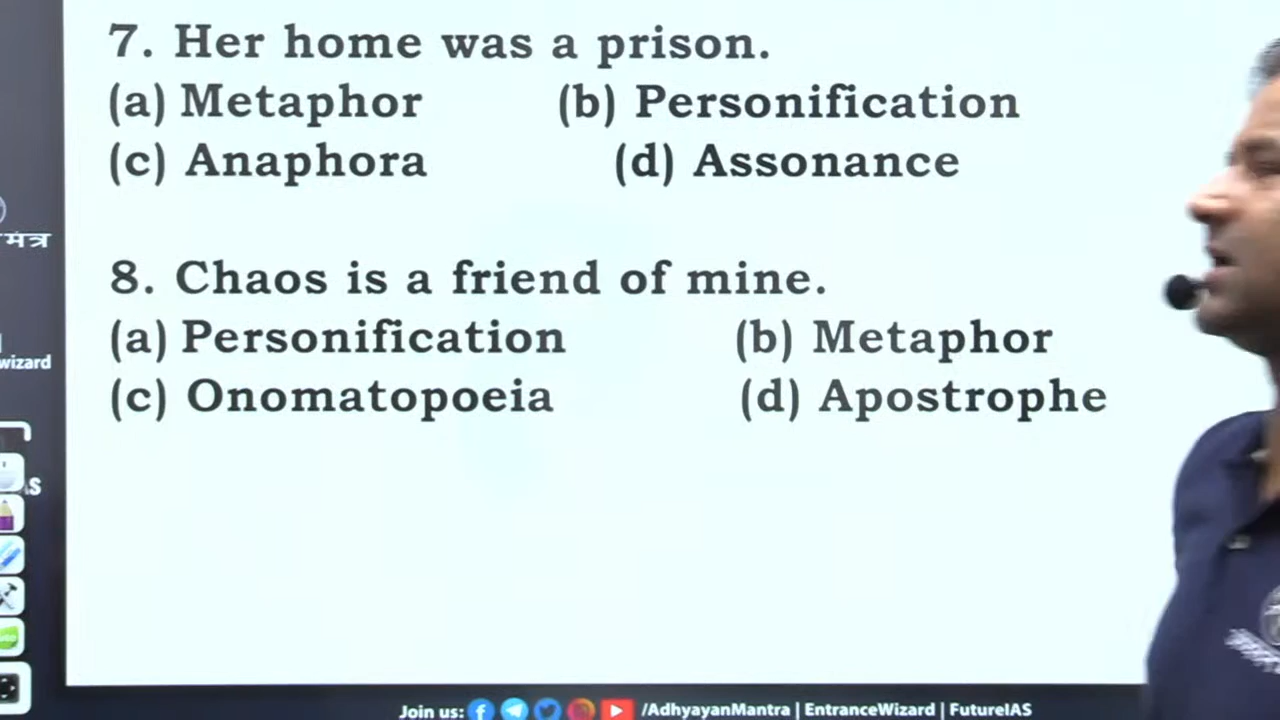 7. Her home was a prison.
(a) Metaphor (b) Personification
(c) Anaphora (d) Assonance
8. Chaos is a friend of mine.
(a) Personification (b) Metaphor
(c) Onomatopoeia (d) Apostrophe
मंत्र
wizard
Join us: /AdhyayanMantra | EntranceWizard | FutureIAS